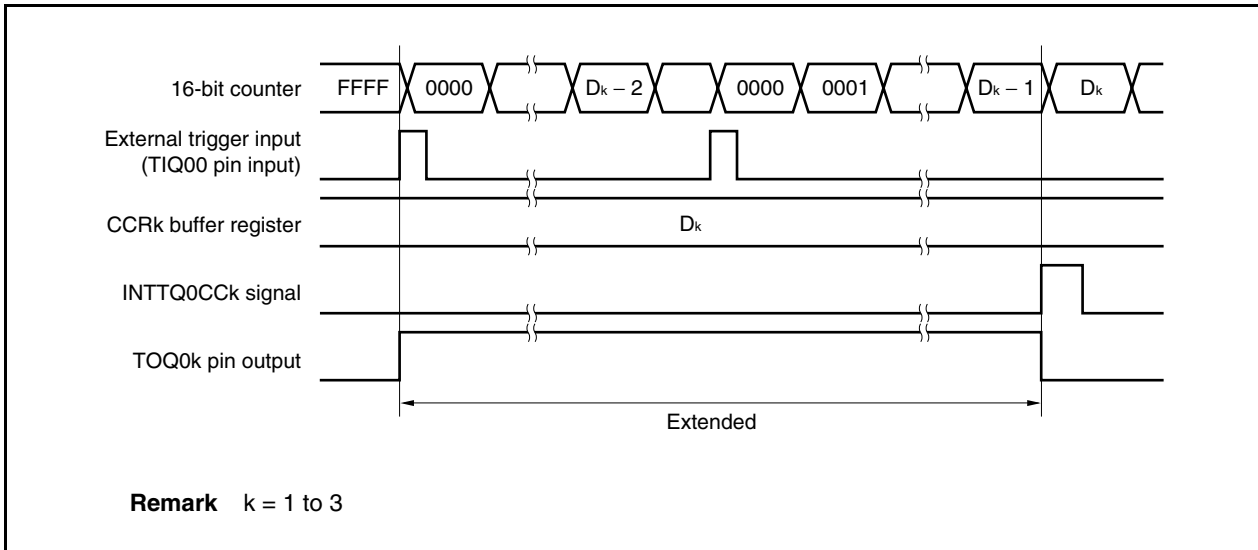 16-bit counter FFFF 0000 Dk − 2 0000 0001 Dk − 1 Dk
External trigger input
(TIQ00 pin input)
CCRk buffer register Dk
INTTQ0CCk signal
TOQ0k pin output
Extended
Remark k = 1 to 3